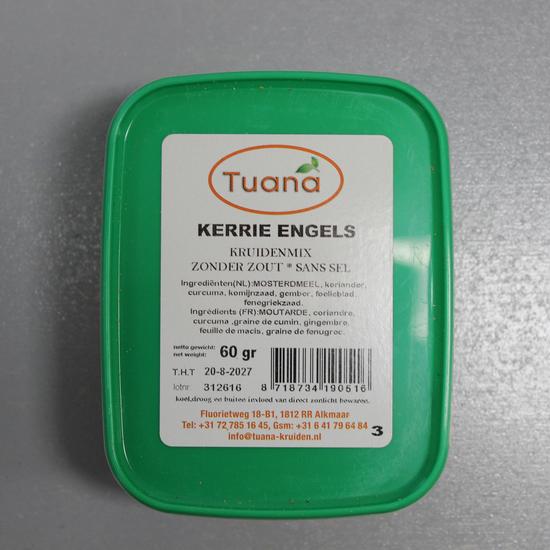 Tuana
KERRIE ENGELS
KRUIDENMIX
ZONDER ZOUT * SANS SEL
Ingrediënten(NL):MOSTERDMEEL, koriander,
curcuma, komijnzaad, gember, foelieblad,
fenegriekzaad.
Ingrédients (FR):MOUTARDE, coriandre,
curcuma ,graine de cumin, gingembre,
feuille de macis, graine de fenugrec.
netto gewicht:
net weight: 60 gr
T.H.T 20-8-2027
lotnr 312616
8 718734 190516
koel,droog en buiten invloed van direct zonlicht bewaren.
Fluorietweg 18-B1, 1812 RR Alkmaar
Tel: +31 72 785 16 45, Gsm: +31 6 41 79 64 84
info@tuana-kruiden.nl
3